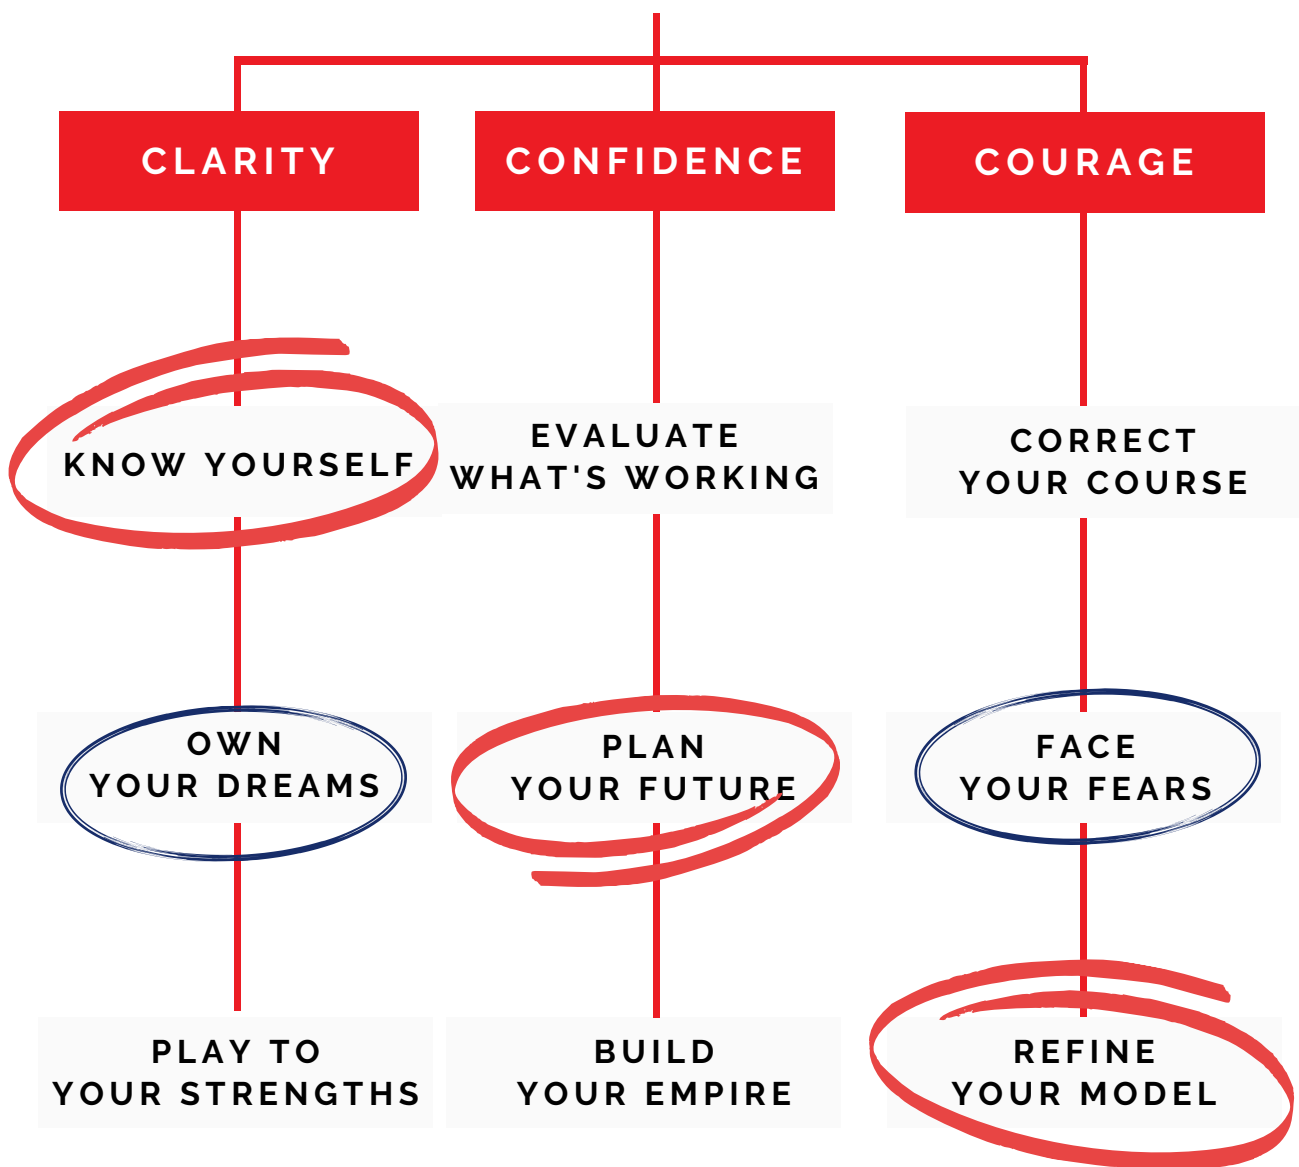 CLARITY
CONFIDENCE
COURAGE
KNOW YOURSELF
EVALUATE
WHAT'S WORKING
CORRECT
YOUR COURSE
OWN
YOUR DREAMS
PLAN
YOUR FUTURE
FACE
YOUR FEARS
PLAY TO
YOUR STRENGTHS
BUILD
YOUR EMPIRE
REFINE
YOUR MODEL